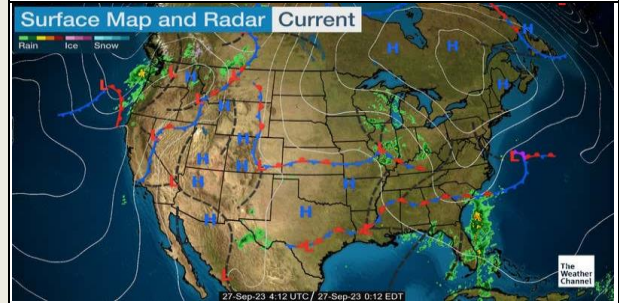 Surface Map and Radar Current
Rain Ice Snow
H H
H
L
L
L
H
L
H
L
H
L
H
H
H
H
L
H
H
H
L
L
L
27-Sep-23 4:12 UTC / 27-Sep-23 0:12 EDT
The
Weather
Channel